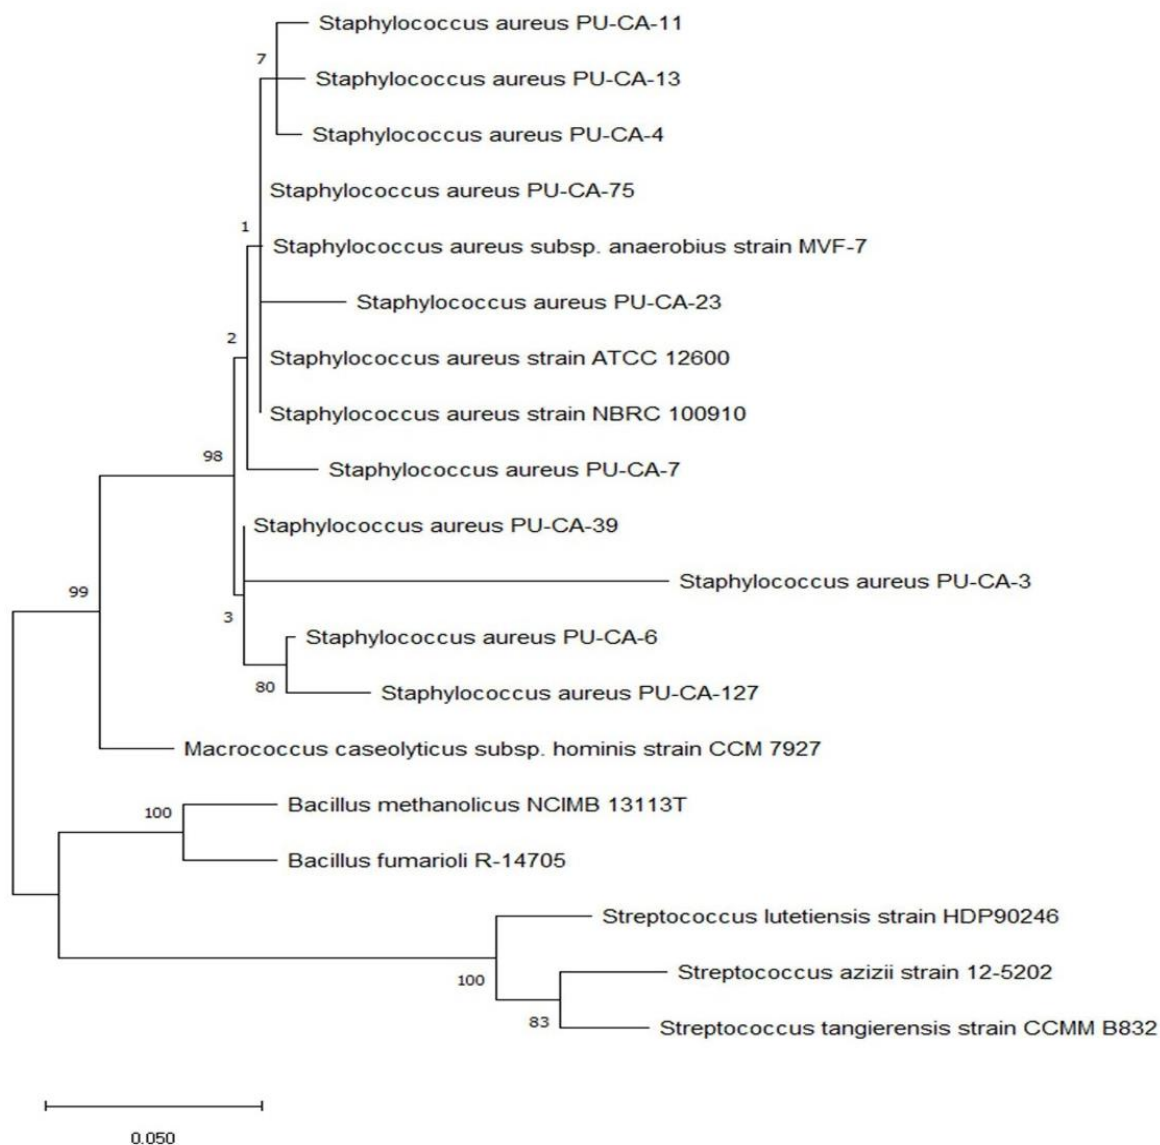 Staphylococcus aureus PU-CA-11
7
Staphylococcus aureus PU-CA-13
Staphylococcus aureus PU-CA-4
Staphylococcus aureus PU-CA-75
1
Staphylococcus aureus subsp. anaerobius strain MVF-7
Staphylococcus aureus PU-CA-23
2
Staphylococcus aureus strain ATCC 12600
Staphylococcus aureus strain NBRC 100910
98
Staphylococcus aureus PU-CA-7
Staphylococcus aureus PU-CA-39
Staphylococcus aureus PU-CA-3
99
3
Staphylococcus aureus PU-CA-6
80
Staphylococcus aureus PU-CA-127
Macrococcus caseolyticus subsp. hominis strain CCM 7927
Bacillus methanolicus NCIMB 13113T
100
Bacillus fumarioli R-14705
Streptococcus lutetiensis strain HDP90246
100
Streptococcus azizii strain 12-5202
83
Streptococcus tangierensis strain CCMM B832
0.050